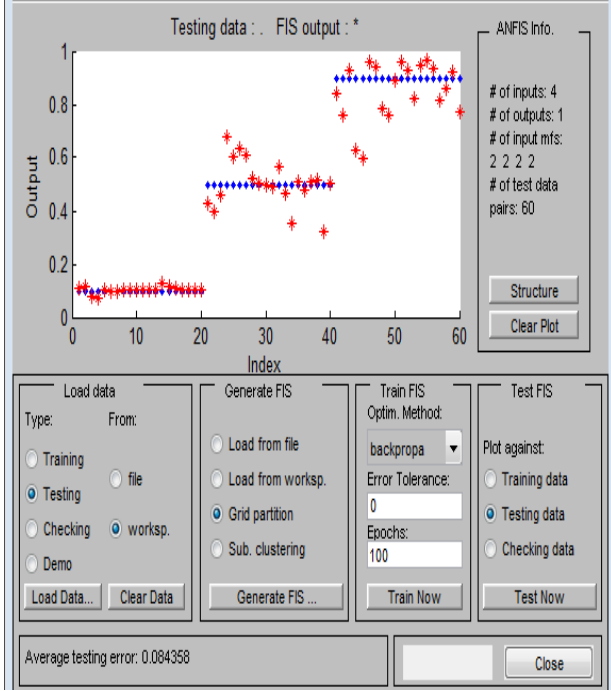 Testing data : .   FIS output : *
1
0.8
0.6
0.4
0.2
0
Output
0 10 20 30 40 50 60
Index
ANFIS Info.
# of inputs: 4
# of outputs: 1
# of input mfs:
2 2 2 2
# of test data
pairs: 60
Structure
Clear Plot
Load data
Type: From:
Training
file
Testing
Checking
worksp.
Demo
Load Data... Clear Data
Generate FIS
Load from file
Load from worksp.
Grid partition
Sub. clustering
Generate FIS ...
Train FIS
Optim. Method:
backpropa
Error Tolerance:
0
Epochs:
100
Train Now
Test FIS
Plot against:
Training data
Testing data
Checking data
Test Now
Average testing error: 0.084358
Close